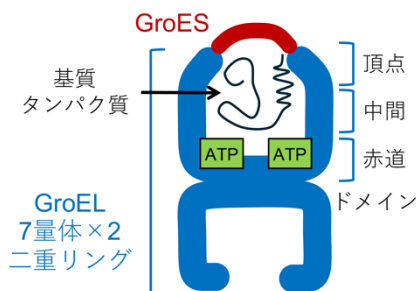 GroES
基質
タンパク質
頂点
中間
ATP
ATP
赤道
ドメイン
GroEL
7量体×2
二重リング